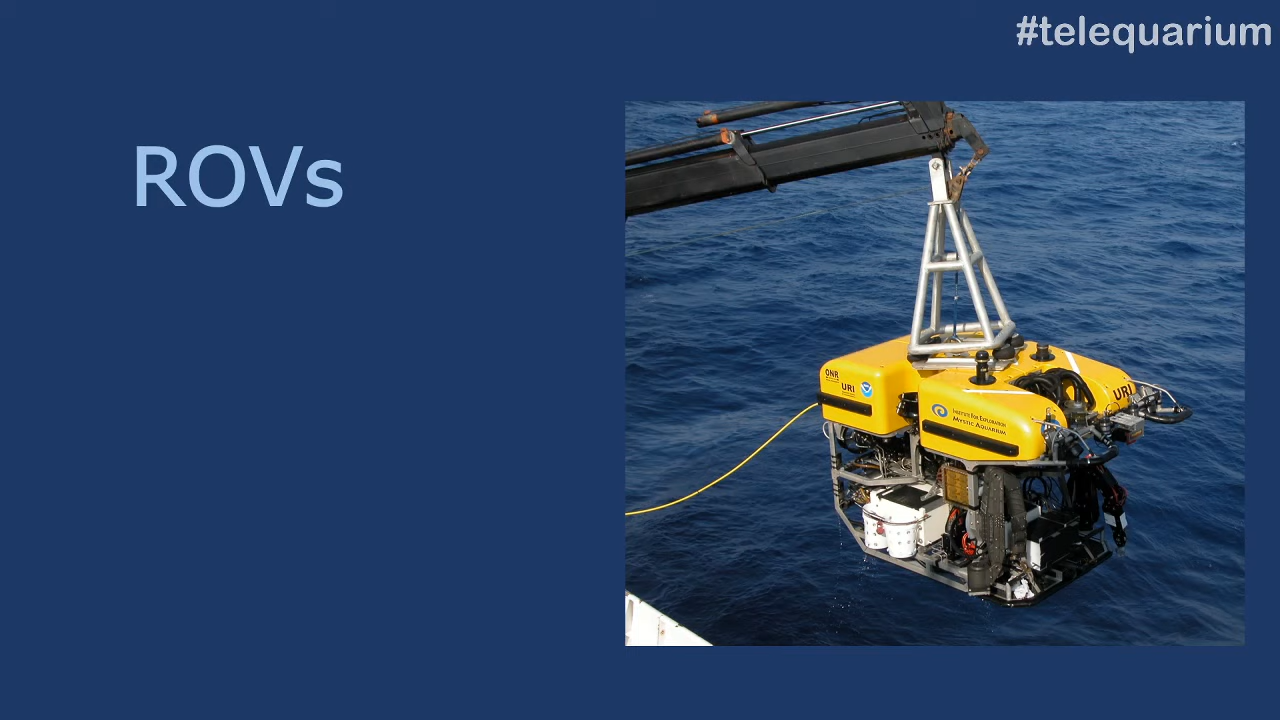 #telequarium
ROVs
ONR
URI
URI
INSTITUTE FOR EXPLORATION
MYSTIC AQUARIUM